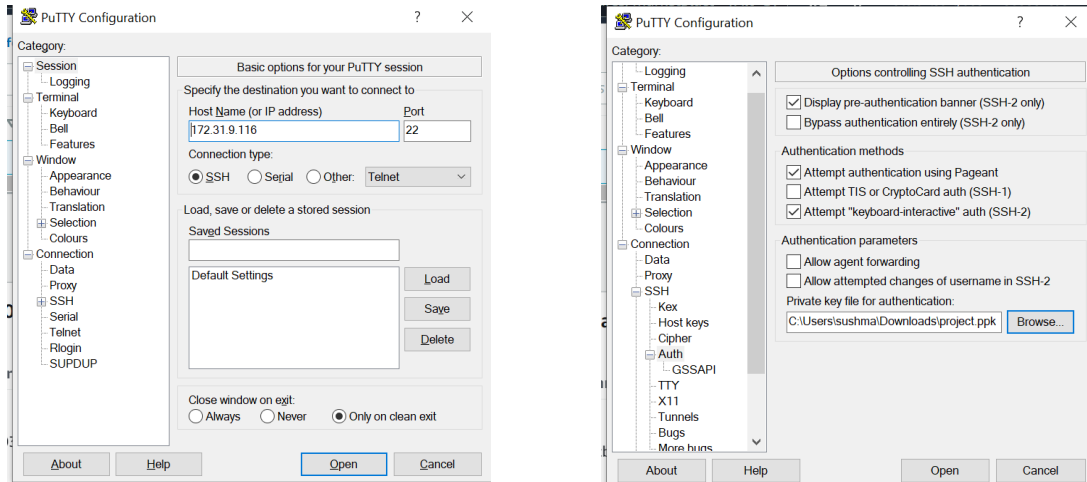 PuTTY Configuration
? ×
Category:
Session
Logging
Terminal
Keyboard
Bell
Features
Window
Appearance
Behaviour
Translation
Selection
Colours
Connection
Data
Proxy
SSH
Serial
Telnet
Rlogin
SUPDUP
Basic options for your PuTTY session
Specify the destination you want to connect to
Host Name (or IP address) Port
172.31.9.116 22
Connection type:
SSH Serial Other: Telnet
Load, save or delete a stored session
Saved Sessions
Default Settings
Load
Save
Delete
Close window on exit:
Always Never Only on clean exit
About Help Open Cancel
PuTTY Configuration
? ×
Category:
Logging
Terminal
Keyboard
Bell
Features
Window
Appearance
Behaviour
Translation
Selection
Colours
Connection
Data
Proxy
SSH
Kex
Host keys
Cipher
Auth
GSSAPI
TTY
X11
Tunnels
Bugs
More bugs
Options controlling SSH authentication
Display pre-authentication banner (SSH-2 only)
Bypass authentication entirely (SSH-2 only)
Authentication methods
Attempt authentication using Pageant
Attempt TIS or CryptoCard auth (SSH-1)
Attempt "keyboard-interactive" auth (SSH-2)
Authentication parameters
Allow agent forwarding
Allow attempted changes of username in SSH-2
Private key file for authentication:
C:\Users\sushma\Downloads\project.ppk Browse...
About Help Open Cancel